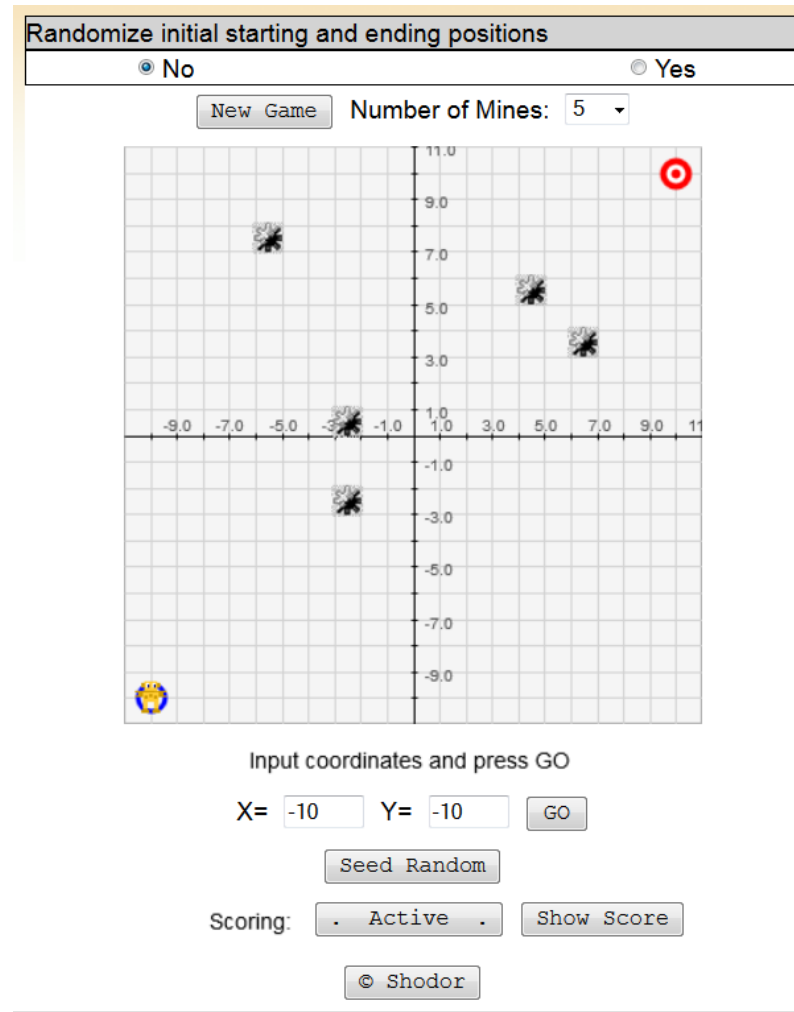 Randomize initial starting and ending positions
No Yes
New Game Number of Mines: 5
11.0
9.0
7.0
5.0
3.0
1.0
-9.0 -7.0 -5.0 -3 -1.0 1.0 3.0 5.0 7.0 9.0 11
-1.0
-3.0
-5.0
-7.0
-9.0
Input coordinates and press GO
X= -10 Y= -10 GO
Seed Random
Scoring: . Active . Show Score
© Shodor